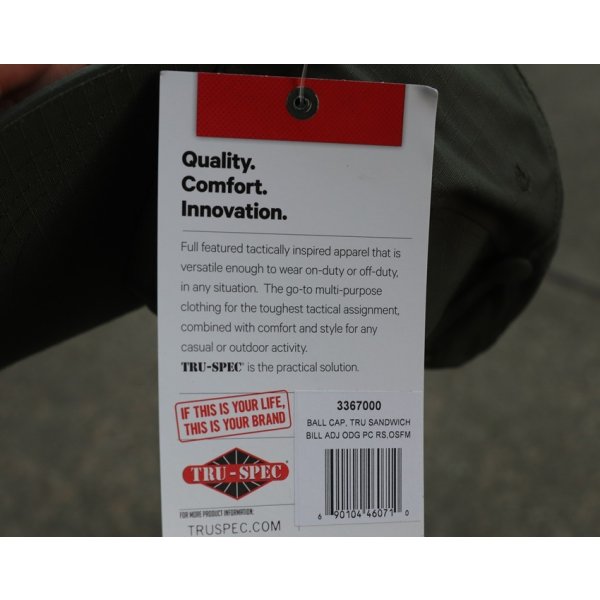 Quality.
Comfort.
Innovation.
Full featured tactically inspired apparel that is
versatile enough to wear on-duty or off-duty,
in any situation. The go-to multi-purpose
clothing for the toughest tactical assignment,
combined with comfort and style for any
casual or outdoor activity.
TRU-SPEC® is the practical solution.
IF THIS IS YOUR LIFE,
THIS IS YOUR BRAND
TRU-SPEC
FOR MORE PRODUCT INFORMATION:
TRUSPEC.COM
3367000
BALL CAP, TRU SANDWICH
BILL ADJ ODG PC RS.OSFM
6 90104 46071 0